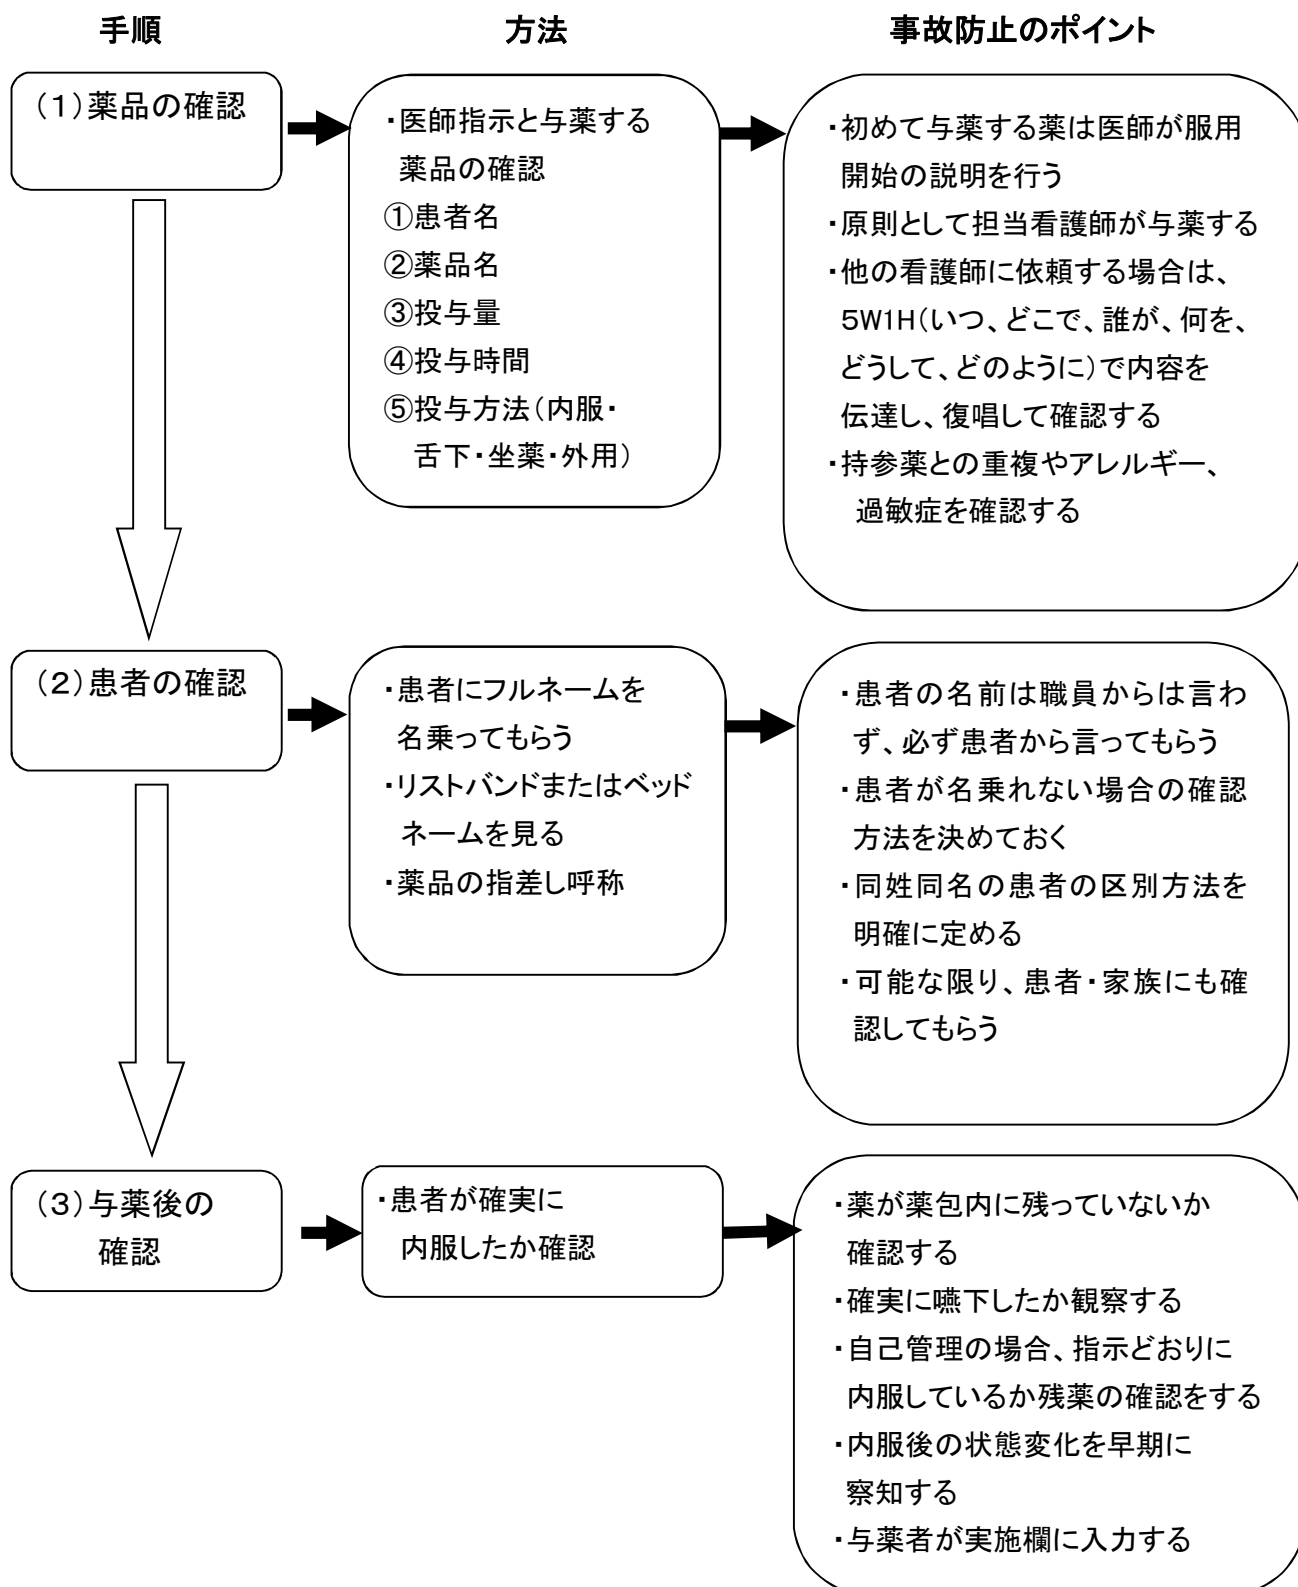 手順
方法
事故防止のポイント
(1)薬品の確認
・医師指示と与薬する
薬品の確認
①患者名
②薬品名
③投与量
④投与時間
⑤投与方法(内服・
舌下・坐薬・外用)
・初めて与薬する薬は医師が服用
開始の説明を行う
・原則として担当看護師が与薬する
・他の看護師に依頼する場合は、
5W1H(いつ、どこで、誰が、何を、
どうして、どのように)で内容を
伝達し、復唱して確認する
・持参薬との重複やアレルギー、
過敏症を確認する
(2)患者の確認
・患者にフルネームを
名乗ってもらう
・リストバンドまたはベッド
ネームを見る
・薬品の指差し呼称
・患者の名前は職員からは言わ
ず、必ず患者から言ってもらう
・患者が名乗れない場合の確認
方法を決めておく
・同姓同名の患者の区別方法を
明確に定める
・可能な限り、患者・家族にも確
認してもらう
(3)与薬後の
確認
・患者が確実に
内服したか確認
・薬が薬包内に残っていないか
確認する
・確実に嚥下したか観察する
・自己管理の場合、指示どおりに
内服しているか残薬の確認をする
・内服後の状態変化を早期に
察知する
・与薬者が実施欄に入力する